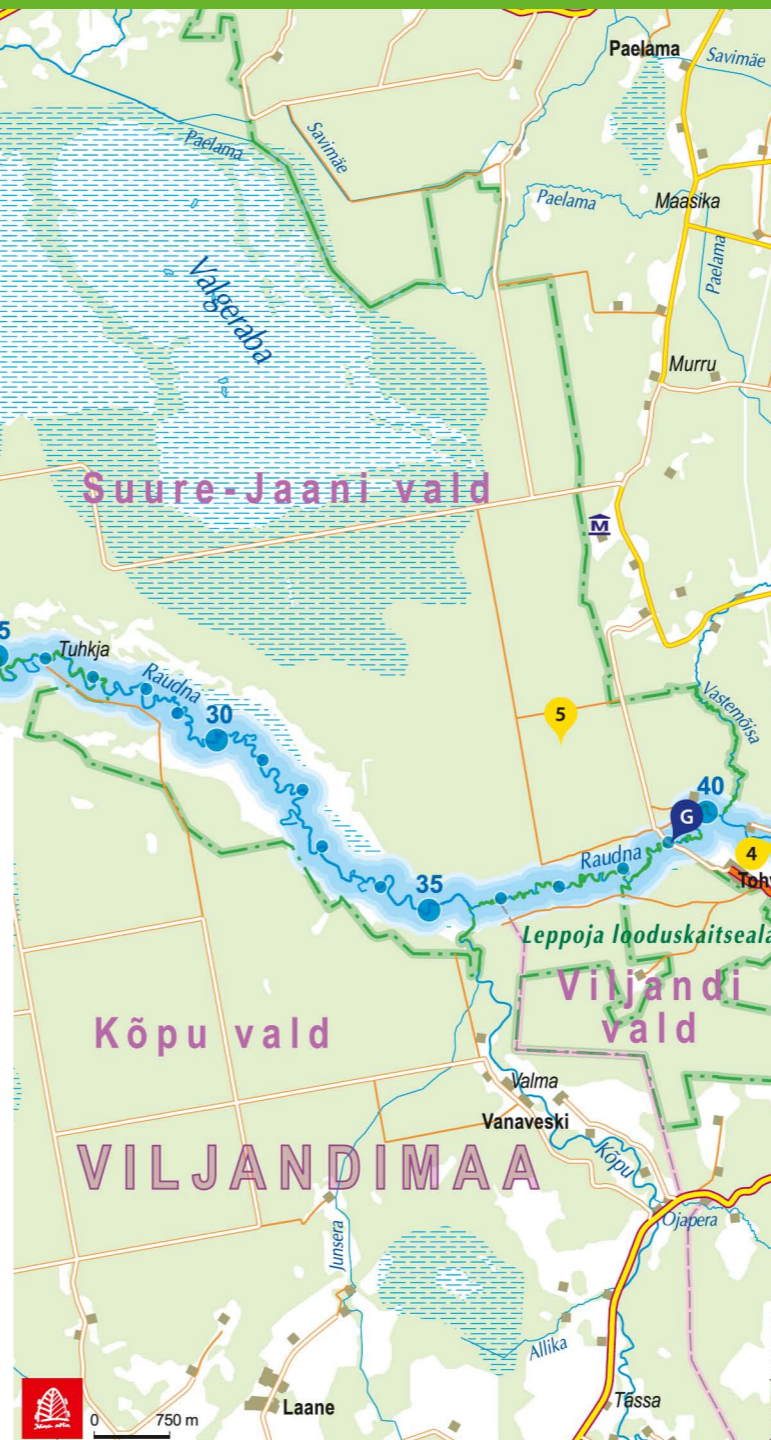 Paelama
Savimäe
Paelama
Savimäe
Paelama
Maasika
Paelama
Valgeraba
Murru
Suure-Jaani vald
M
5
Tuhkja
Raudna
30
5
Vastemõisa
40
G
35
Raudna
4
Leppoja looduskaitseala
Viljandi
vald
Kõpu vald
Valma
Vanaveski
VILJANDIMAA
Kõpu
Ojapera
Junsera
Allika
Laane
Tässa
0 750 m